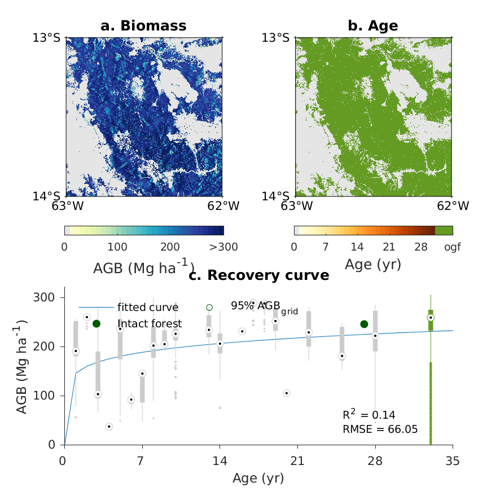 a. Biomass
b. Age
13°S
14°S
63°W
62°W
13°S
14°S
63°W
62°W
0 100 200 >300
AGB (Mg ha-1)
0 7 14 21 28 ogf
Age (yr)
c. Recovery curve
fitted curve
95% AGBgrid
Intact forest
R2 = 0.14
RMSE = 66.05
300
200
100
0
AGB (Mg ha-1)
0 7 14 21 28 35
Age (yr)